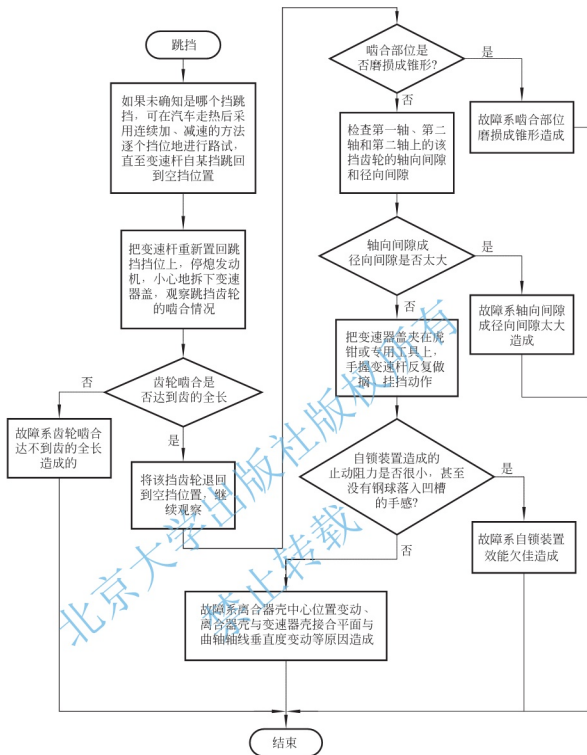 跳挡
如果未确知是哪个挡跳
挡，可在汽车走热后采
用连续加、减速的方法
逐个挡位地进行路试，
直至变速杆自某挡跳回
到空挡位置
把变速杆重新置回跳
挡挡位上，停熄发动
机，小心地拆下变速
器盖，观察跳挡齿轮
的啮合情况
齿轮啮合是
否达到齿的全长
否
是
故障系齿轮啮合
达不到齿的全长
造成的
将该挡齿轮退回
到空挡位置，继
续观察
啮合部位是
否磨损成锥形？
是
否
故障系啮合部位
磨损成锥形造成
检查第一轴、第二
轴和第二轴上的该
挡齿轮的轴向间隙
和径向间隙
轴向间隙成
径向间隙是否太大
是
否
故障系轴向间隙
成径向间隙太大
造成
把变速器盖夹在虎
钳或专用工具上，
手握变速杆反复做
摘、挂挡动作
自锁装置造成的
止动阻力是否很小，甚至
没有钢球落入凹槽
的手感？
是
否
故障系自锁装置
效能欠佳造成
故障系离合器壳中心位置变动、
离合器壳与变速器壳接合平面与
曲轴轴线垂直度变动等原因造成
结束
北京大学出版社版权所有
禁止转载